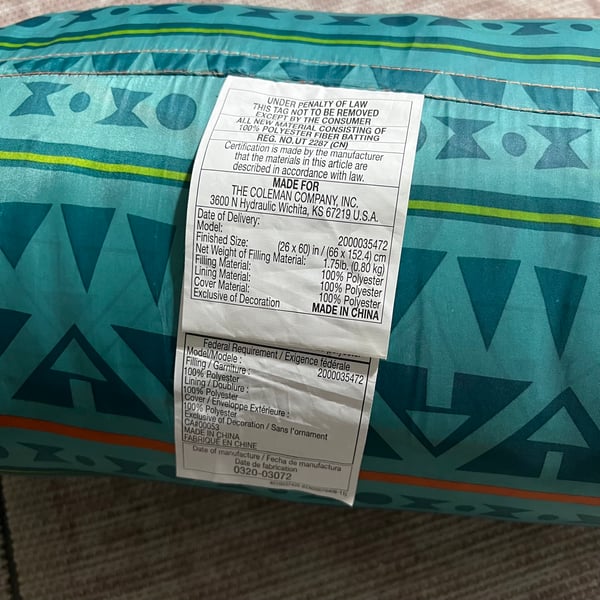 UNDER PENALTY OF LAW
THIS TAG NOT TO BE REMOVED
EXCEPT BY THE CONSUMER
ALL NEW MATERIAL CONSISTING OF
100% POLYESTER FIBER BATTING
REG. NO.UT 2287 (CN)
Certification is made by the manufacturer
that the materials in this article are
described in accordance with law.
MADE FOR
THE COLEMAN COMPANY, INC.
3600 N Hydraulic Wichita, KS 67219 U.S.A.
Date of Delivery:
Model: 2000035472
Finished Size: (26 x 60) in / (66 x 152.4) cm
Net Weight of Filling Material: 1.75lb. (0.80 kg)
Filling Material: 100% Polyester
Lining Material: 100% Polyester
Cover Material: 100% Polyester
Exclusive of Decoration MADE IN CHINA
Federal Requirement / Exigence fédérale
Model/Modele : 2000035472
Filling / Garniture :
100% Polyester
Lining / Doublure :
100% Polyester
Cover / Enveloppe Extérieure :
100% Polyester
Exclusive of Decoration / Sans l'ornament
CA#00053
MADE IN CHINA
FABRIQUÉ EN CHINE
Date of manufacture / Fecha de manufactura
Date de fabrication
0320-03072